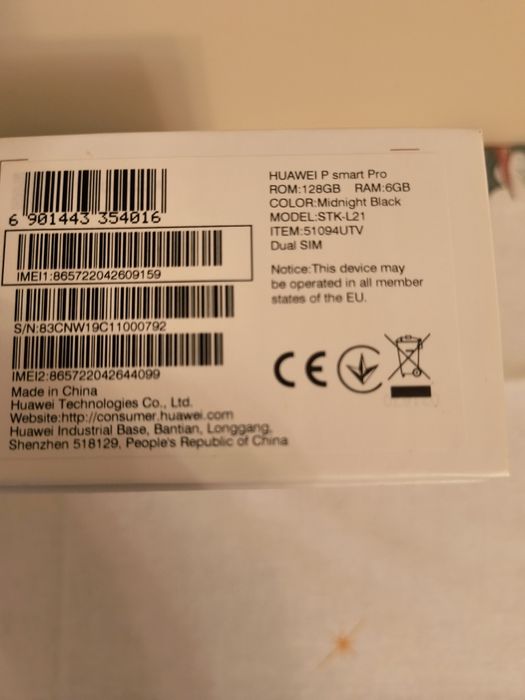 6 901443 354016
IMEI1:865722042609159
S/N:83CNW19C11000792
IMEI2:865722042644099
Made in China
Huawei Technologies Co., Ltd.
Website:http://consumer.huawei.com
Huawei Industrial Base, Bantian, Longgang,
Shenzhen 518129, People's Republic of China
HUAWEI P smart Pro
ROM:128GB RAM:6GB
COLOR:Midnight Black
MODEL:STK-L21
ITEM:51094UTV
Dual SIM
Notice:This device may
be operated in all member
states of the EU.
CE